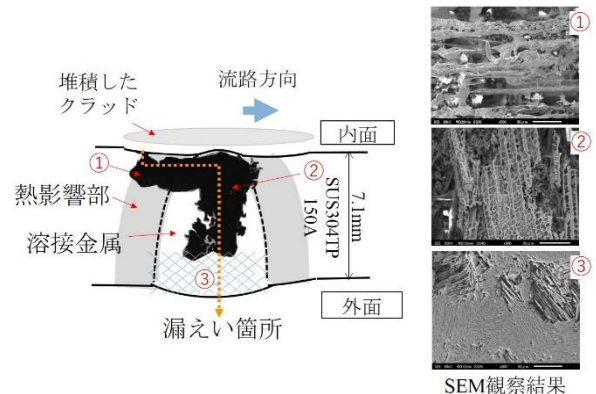 堆積した
クラッド
流路方向
内面
①
②
熱影響部
溶接金属
7.1mm
SUS304TP
150A
③
外面
漏えい箇所
①
②
③
SEM観察結果